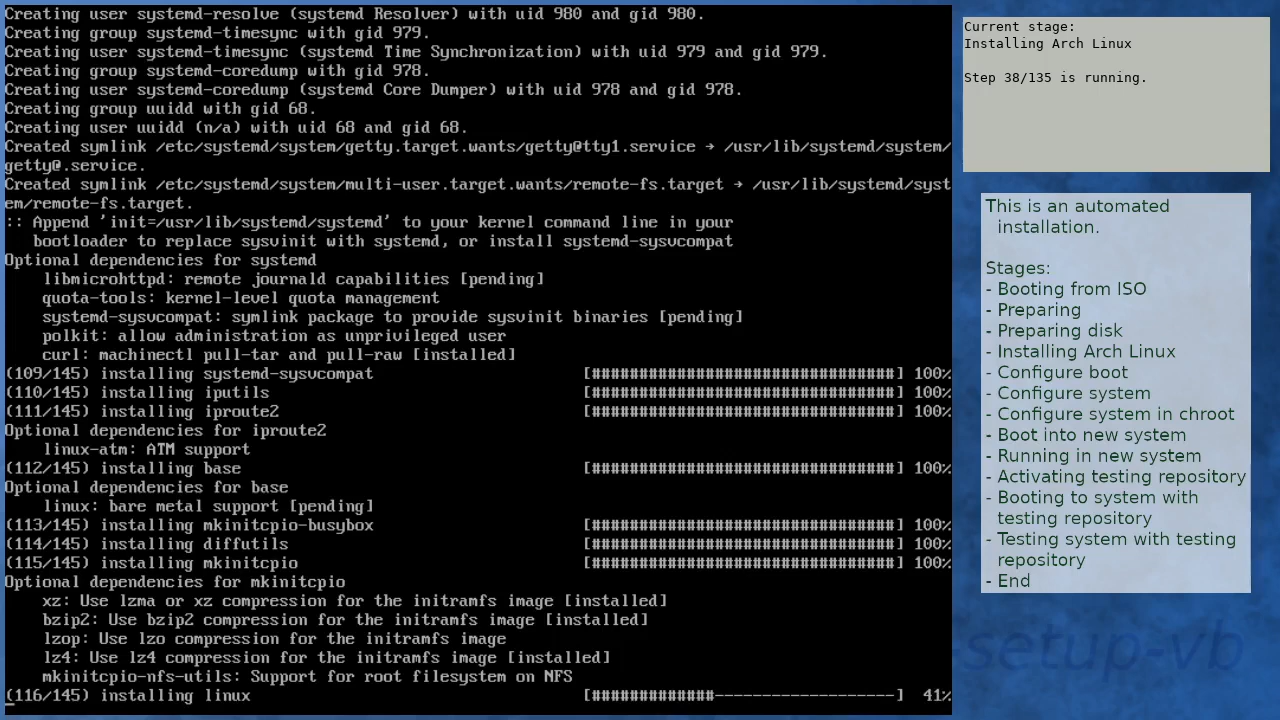 Creating user systemd-resolve (systemd Resolver) with uid 980 and gid 980.
Creating group systemd-timesync with gid 979.
Creating user systemd-timesync (systemd Time Synchronization) with uid 979 and gid 979.
Creating group systemd-coredump with gid 978.
Creating user systemd-coredump (systemd Core Dumper) with uid 978 and gid 978.
Creating group uuidd with gid 68.
Creating user uuidd (n/a) with uid 68 and gid 68.
Created symlink /etc/systemd/system/getty.target.wants/getty@tty1.service → /usr/lib/systemd/system/
getty@.service.
Created symlink /etc/systemd/system/multi-user.target.wants/remote-fs.target → /usr/lib/systemd/syst
em/remote-fs.target.
:: Append 'init=/usr/lib/systemd/systemd' to your kernel command line in your
   bootloader to replace sysvinit with systemd, or install systemd-sysvcompat
Optional dependencies for systemd
    libmicrohttpd: remote journald capabilities [pending]
    quota-tools: kernel-level quota management
    systemd-sysvcompat: symlink package to provide sysvinit binaries [pending]
    polkit: allow administration as unprivileged user
    curl: machinectl pull-tar and pull-raw [installed]
(109/145) installing systemd-sysvcompat [################################] 100%
(110/145) installing iputils [################################] 100%
(111/145) installing iproute2 [################################] 100%
Optional dependencies for iproute2
    linux-atm: ATM support
(112/145) installing base [################################] 100%
Optional dependencies for base
    linux: bare metal support [pending]
(113/145) installing mkinitcpio-busybox [################################] 100%
(114/145) installing diffutils [################################] 100%
(115/145) installing mkinitcpio [################################] 100%
Optional dependencies for mkinitcpio
    xz: Use lzma or xz compression for the initramfs image [installed]
    bzip2: Use bzip2 compression for the initramfs image [installed]
    lzop: Use lzo compression for the initramfs image
    lz4: Use lz4 compression for the initramfs image [installed]
    mkinitcpio-nfs-utils: Support for root filesystem on NFS
(116/145) installing linux [#############-------------------] 41%
Current stage:
Installing Arch Linux
Step 38/135 is running.
This is an automated
installation.
Stages:
- Booting from ISO
- Preparing
- Preparing disk
- Installing Arch Linux
- Configure boot
- Configure system
- Configure system in chroot
- Boot into new system
- Running in new system
- Activating testing repository
- Booting to system with
testing repository
- Testing system with testing
repository
- End
-setup-vb